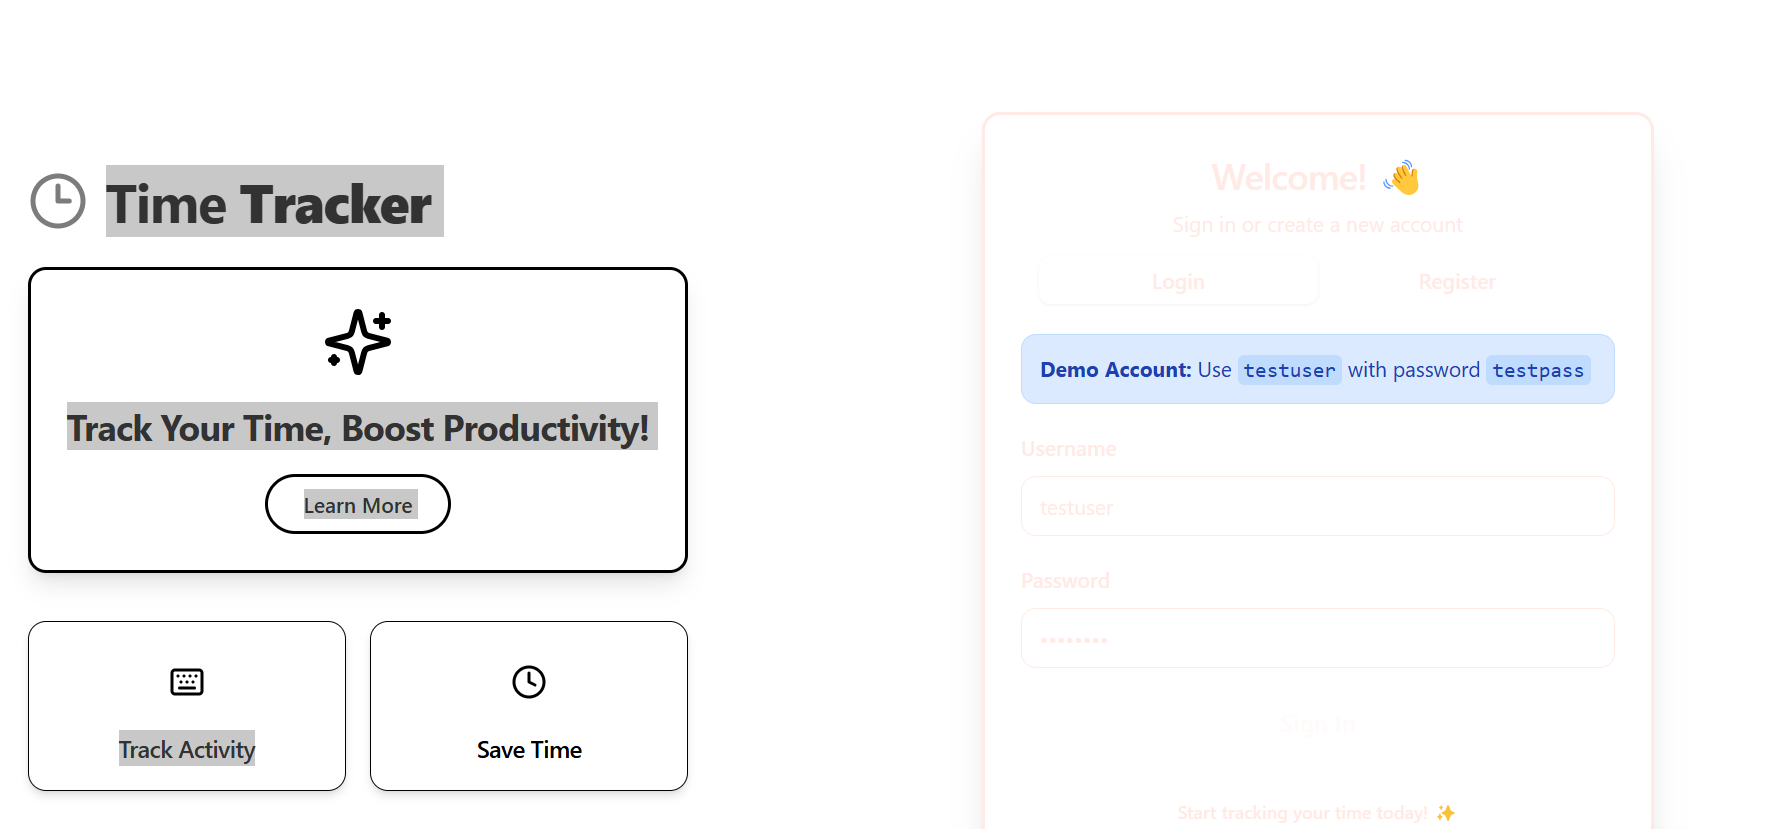 Time Tracker
Track Your Time, Boost Productivity!
Learn More
Track Activity
Save Time
Welcome! 👋
Sign in or create a new account
Login
Register
Demo Account: Use testuser with password testpass
Username
testuser
Password
••••••••
Sign In
Start tracking your time today! ✨